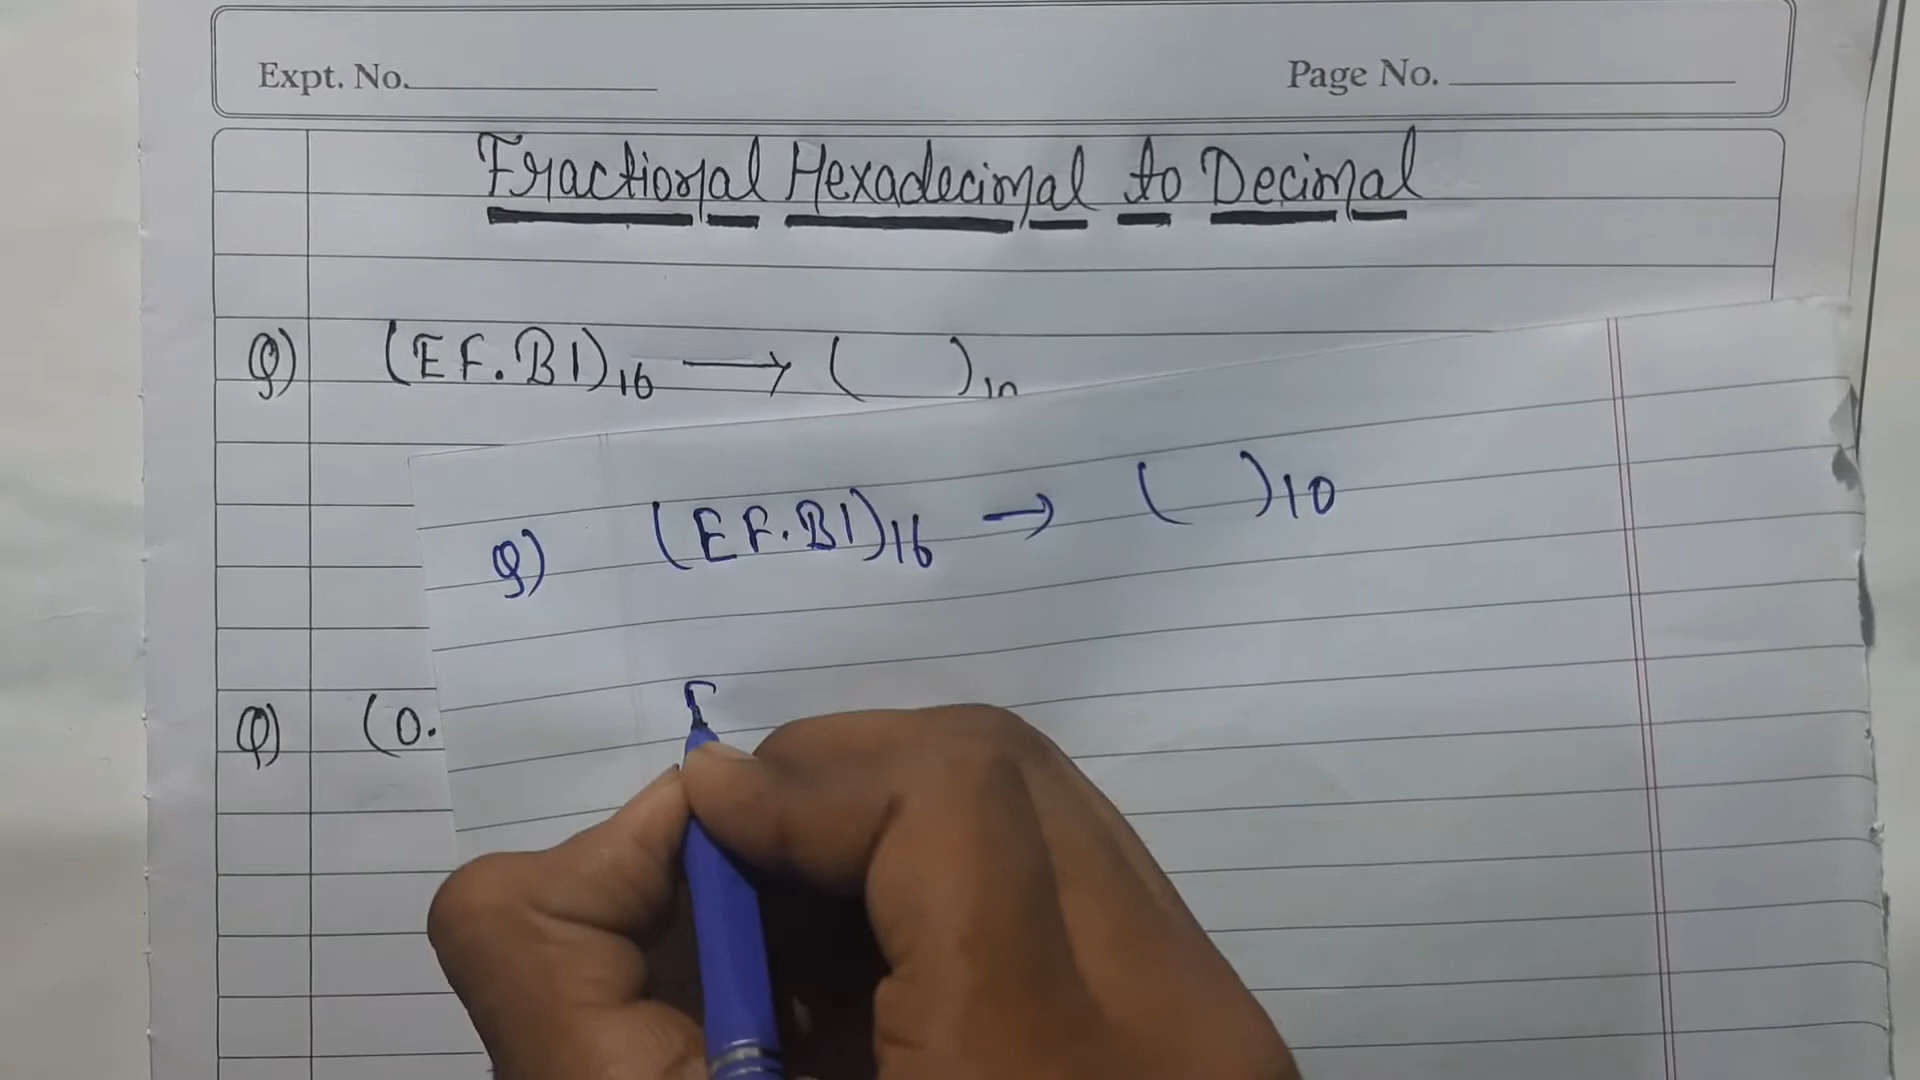 Expt. No. Page No.
Fractional Hexadecimal to Decimal
Q) (EF.B1)16 → ( )10
Q) (EF.B1)16 → ( )10
Q) (0.